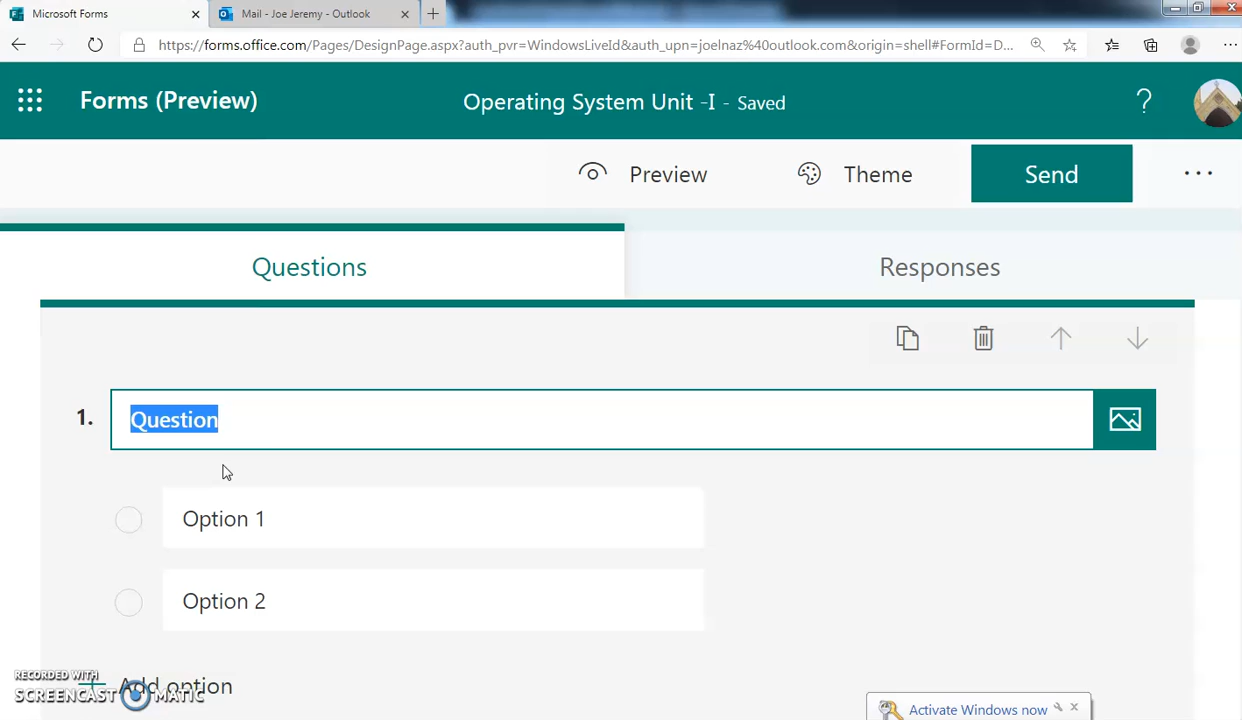 Microsoft Forms
Mail - Joe Jeremy - Outlook
https://forms.office.com/Pages/DesignPage.aspx?auth_pvr=WindowsLiveId&auth_upn=joelnaz%40outlook.com&origin=shell#FormId=D...
Forms (Preview)
Operating System Unit -I - Saved
?
Preview
Theme
Send
Questions
Responses
1.
Question
Option 1
Option 2
Add option
RECORDED WITH
SCREENCAST MATIC
Activate Windows now